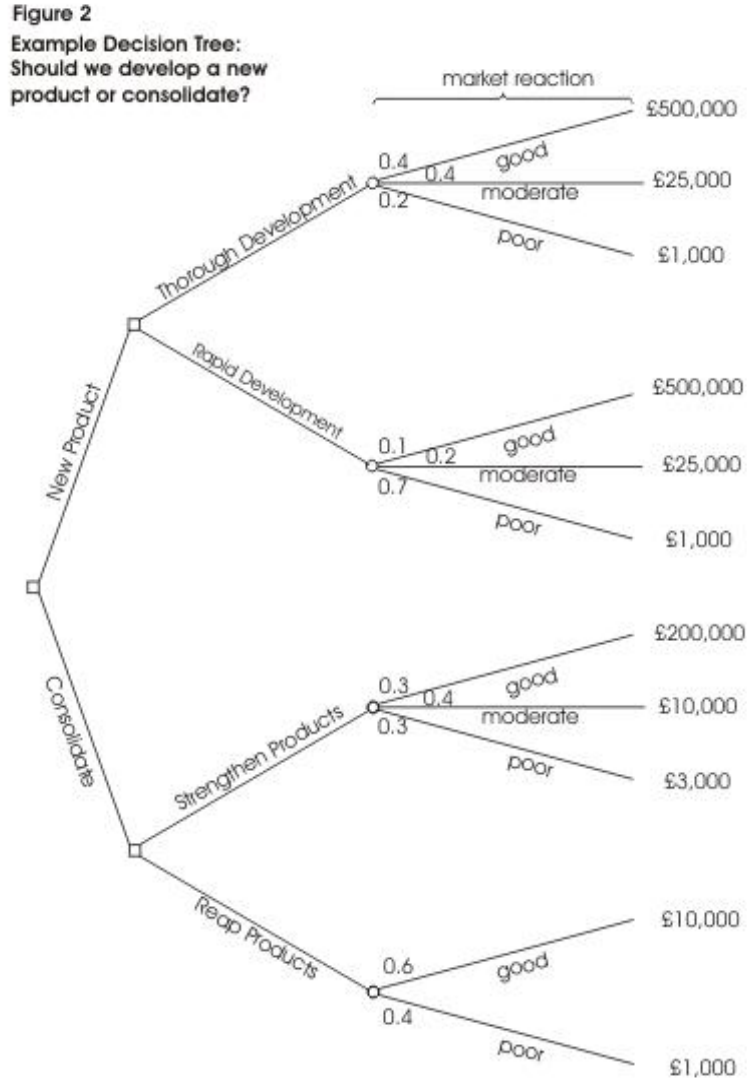 Figure 2
Example Decision Tree:
Should we develop a new
product or consolidate?
market reaction
£500,000
0.4
good
Thorough Development
0.4
£25,000
moderate
0.2
poor
£1,000
New Product
Rapid Development
£500,000
0.1
good
0.2
£25,000
moderate
0.7
poor
£1,000
Consolidate
£200,000
0.3
good
Strengthen Products
0.4
£10,000
moderate
0.3
poor
£3,000
Reap Products
£10,000
0.6
good
0.4
poor
£1,000